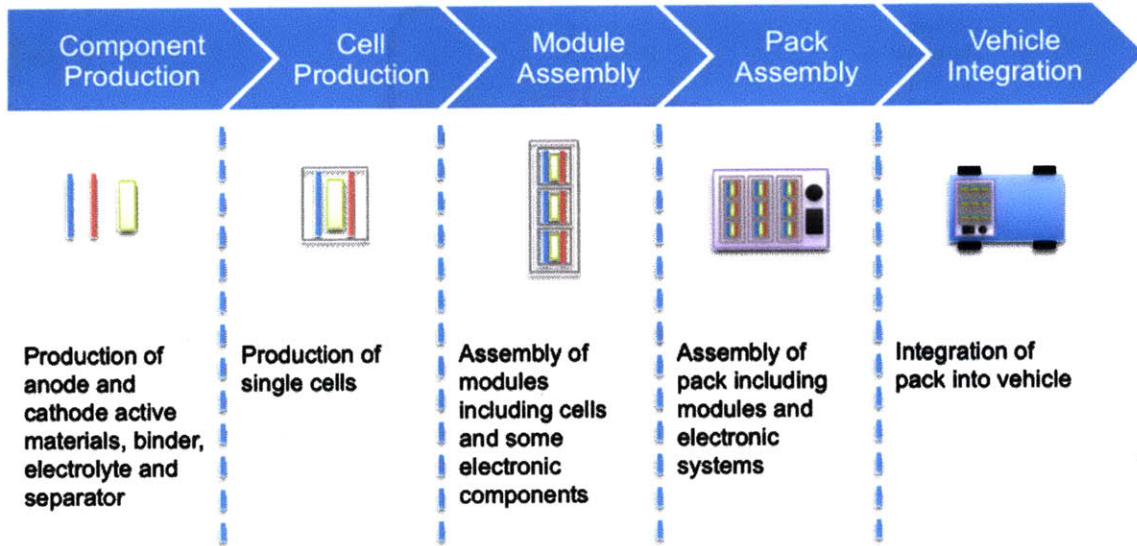 Component
Production
Cell
Production
Module
Assembly
Pack
Assembly
Vehicle
Integration
Production of
anode and
cathode active
materials, binder,
electrolyte and
separator
Production of
single cells
Assembly of
modules
including cells
and some
electronic
components
Assembly of
pack including
modules and
electronic
systems
Integration of
pack into vehicle